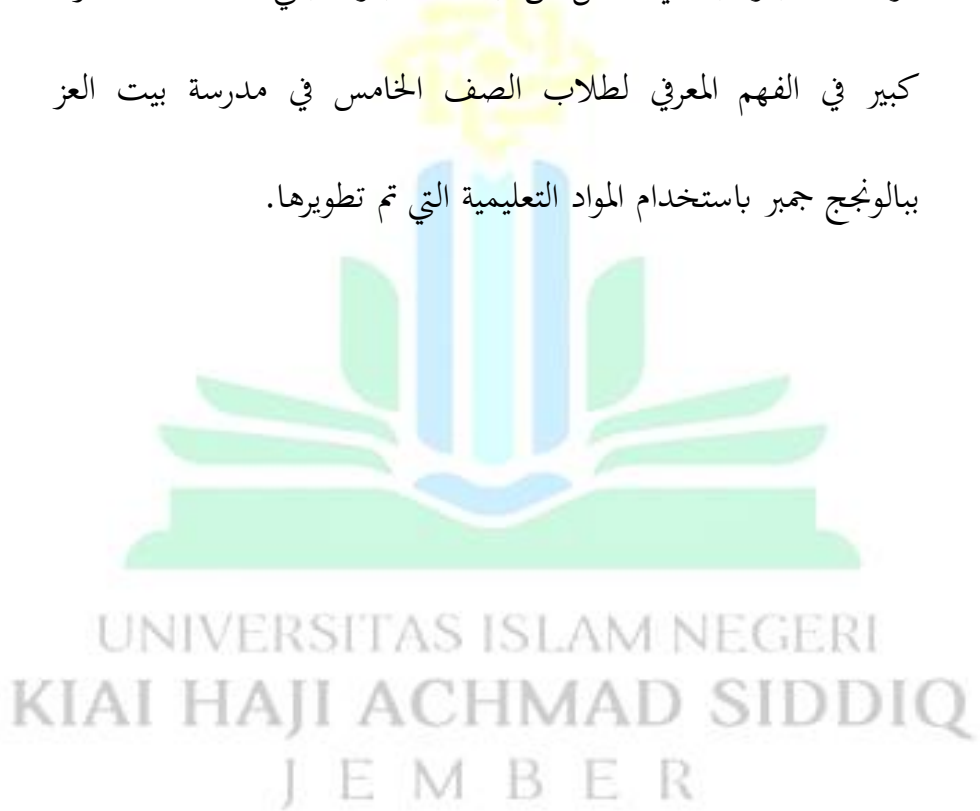 كبير في الفهم المعرفي لطلاب الصف الخامس في مدرسة بيت العز
ببالونجج جمبر باستخدام المواد التعليمية التي تم تطويرها.
UNIVERSITAS ISLAM NEGERI
KIAI HAJI ACHMAD SIDDIQ
JEMBER